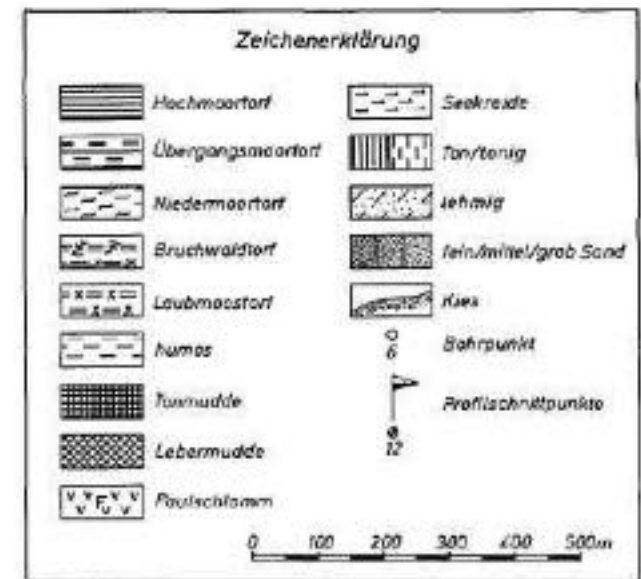 Zeichenerklärung
Hochmoortorf
Übergangsmoortorf
Niedermoortorf
Bruchwaldtorf
Laubmoostorf
humos
Tonmudde
Lebermudde
F
Faulschlamm
Seekreide
Ton/tonig
lehmig
fein/mittel/grob Sand
Kies
6
Bohrpunkt
Profilschnittpunkte
12
0 100 200 300 400 500m